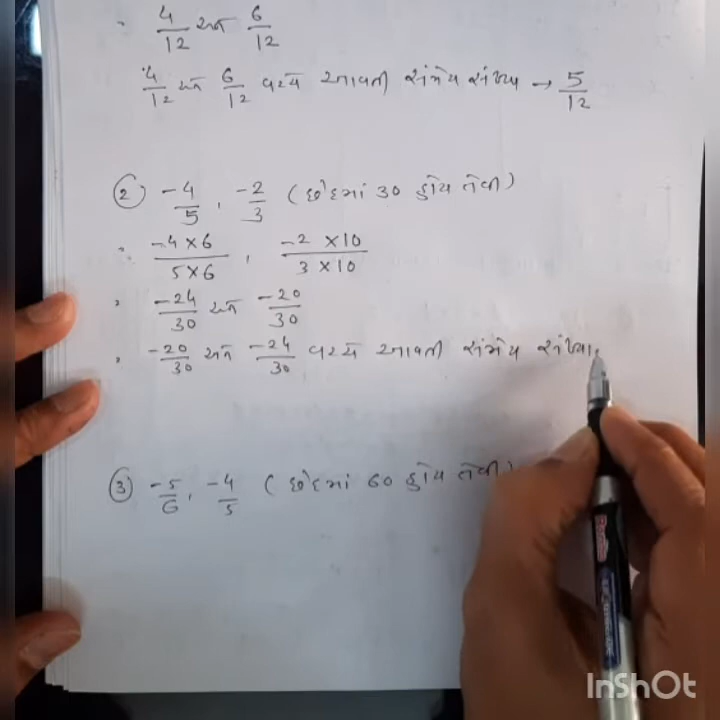 ∴ 4/12 અને 6/12
∴ 4/12 અને 6/12 વચ્ચે આવતી સંમેય સંખ્યા → 5/12
② -4/5 , -2/3 (છેદમાં 30 હોય તેવી)
∴ -4×6/5×6 , -2×10/3×10
∴ -24/30 અને -20/30
∴ -20/30 અને -24/30 વચ્ચે આવતી સંમેય સંખ્યા
③ -5/6 , -4/5 (છેદમાં 60 હોય તેવી)
InShOt